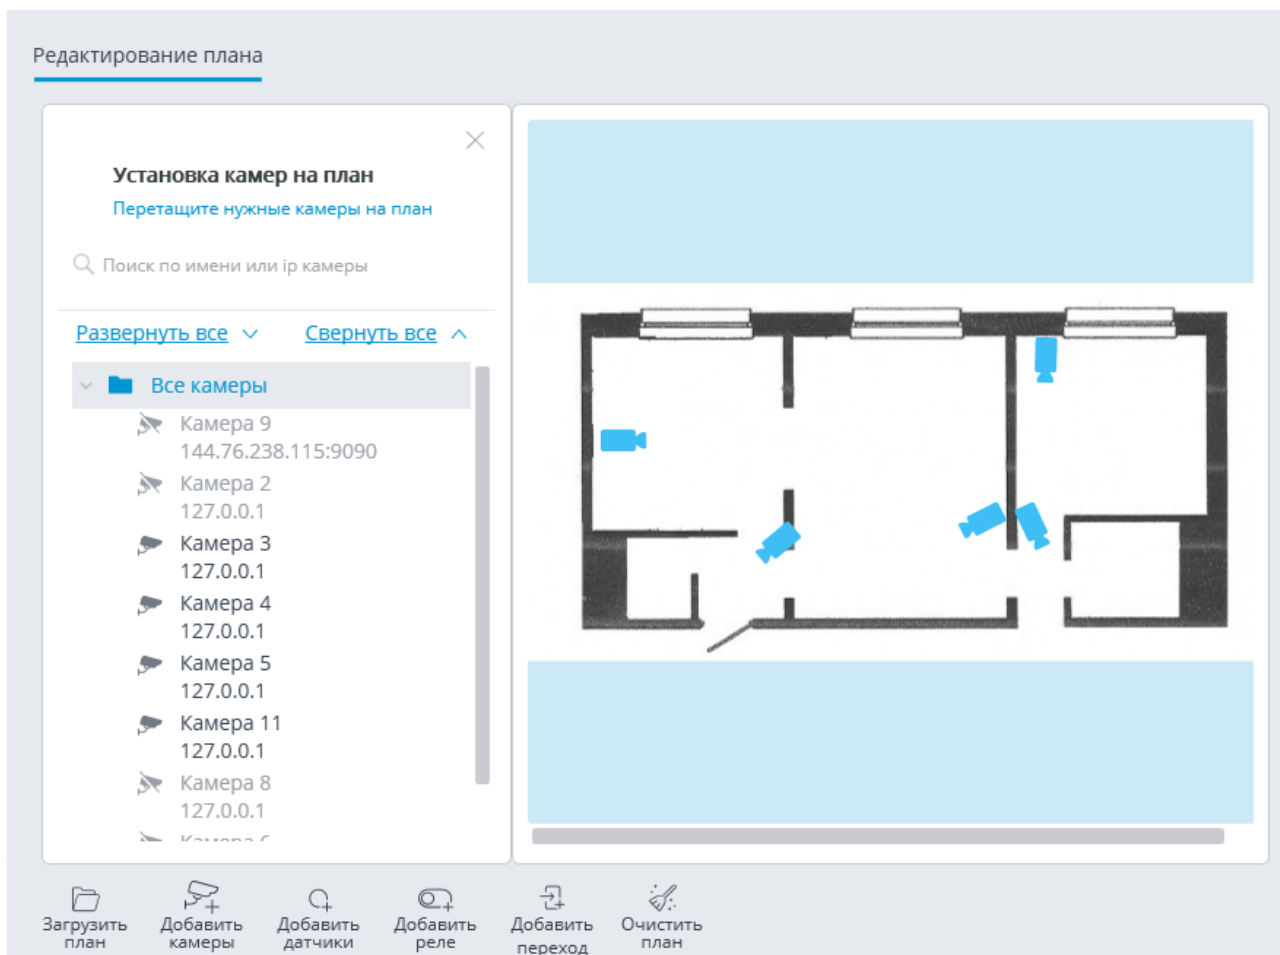 Редактирование плана
Установка камер на план
Перетащите нужные камеры на план
Поиск по имени или ip камеры
Развернуть все
Свернуть все
Все камеры
Камера 9
144.76.238.115:9090
Камера 2
127.0.0.1
Камера 3
127.0.0.1
Камера 4
127.0.0.1
Камера 5
127.0.0.1
Камера 11
127.0.0.1
Камера 8
127.0.0.1
Загрузить
план
Добавить
камеры
Добавить
датчики
Добавить
реле
Добавить
переход
Очистить
план